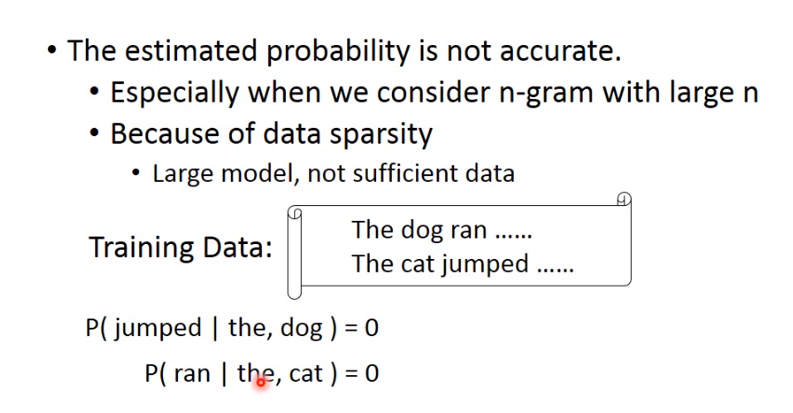 • The estimated probability is not accurate.
• Especially when we consider n-gram with large n
• Because of data sparsity
• Large model, not sufficient data
Training Data:
The dog ran ......
The cat jumped ......
P( jumped | the, dog ) = 0
P( ran | the, cat ) = 0